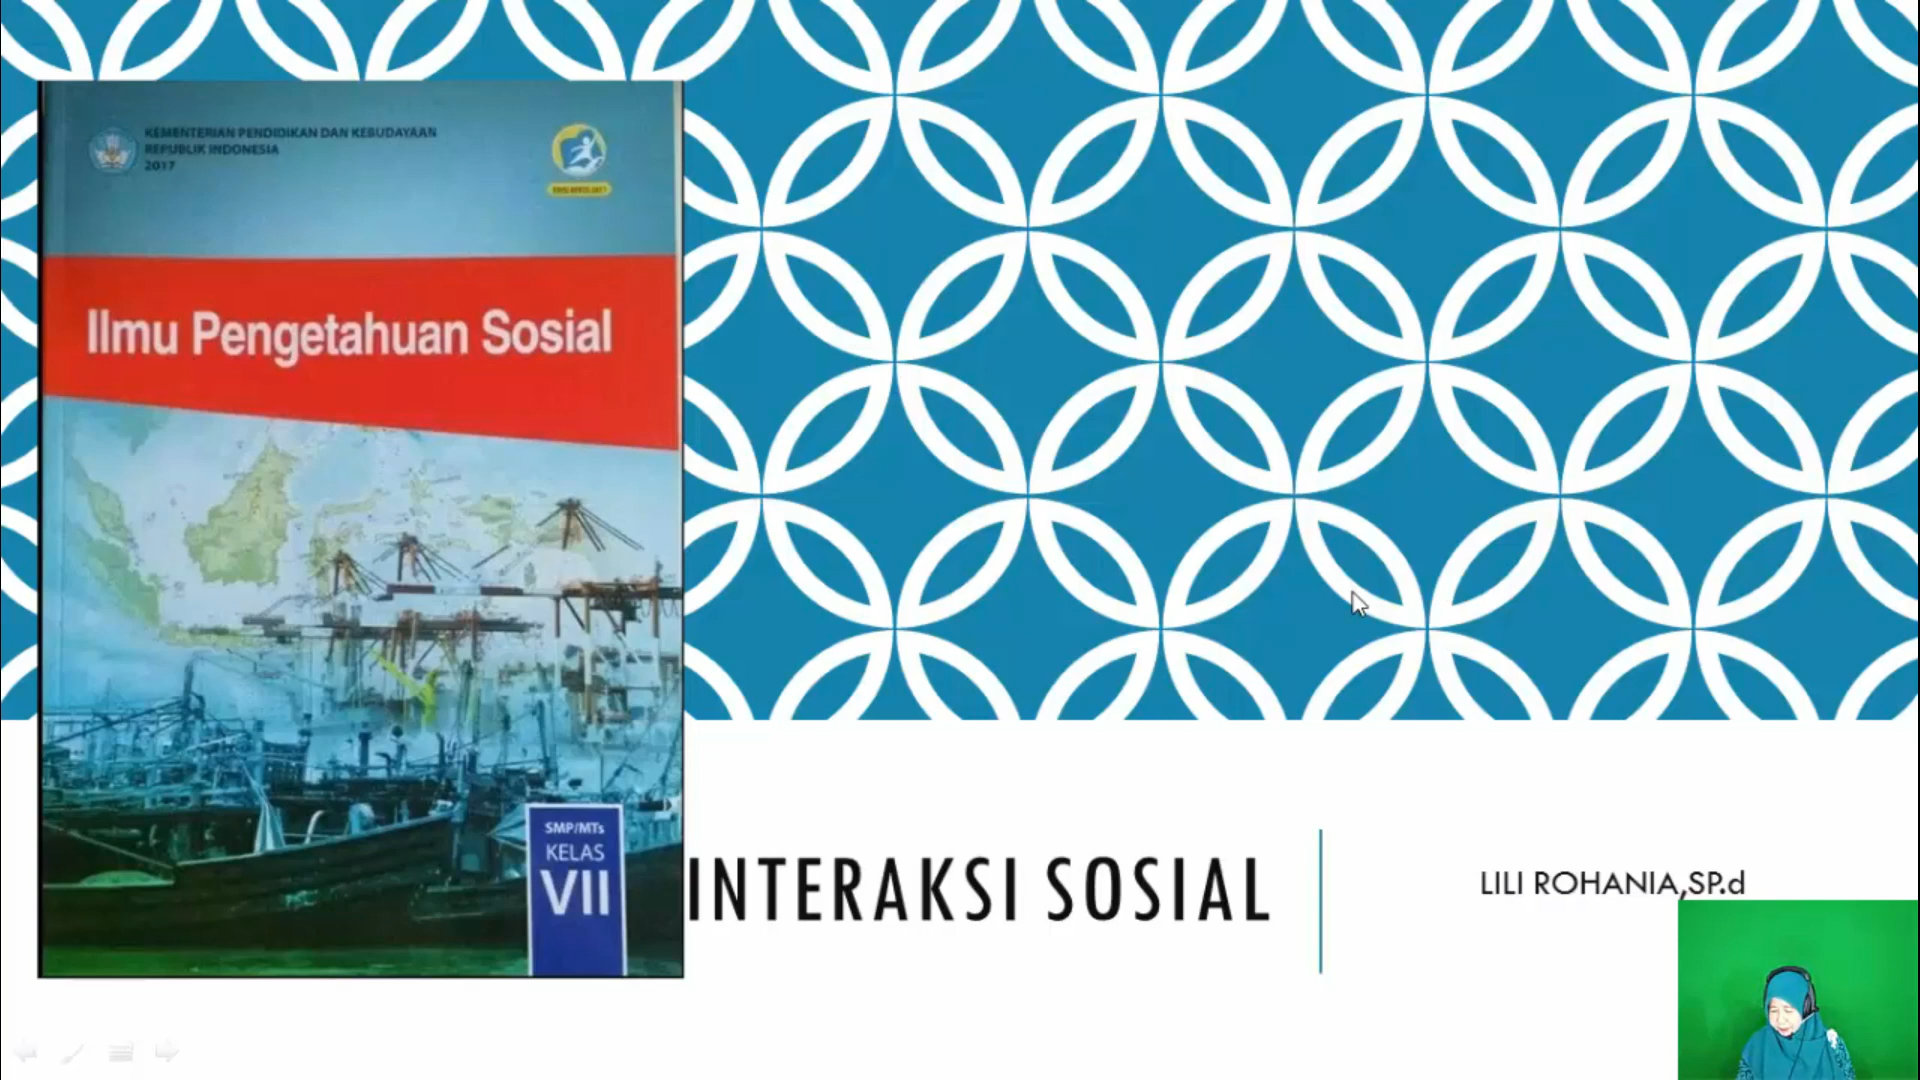 KEMENTERIAN PENDIDIKAN DAN KEBUDAYAAN
REPUBLIK INDONESIA
2017
Ilmu Pengetahuan Sosial
SMP/MTs
KELAS
VII
INTERAKSI SOSIAL
LILI ROHANIA,SP.d